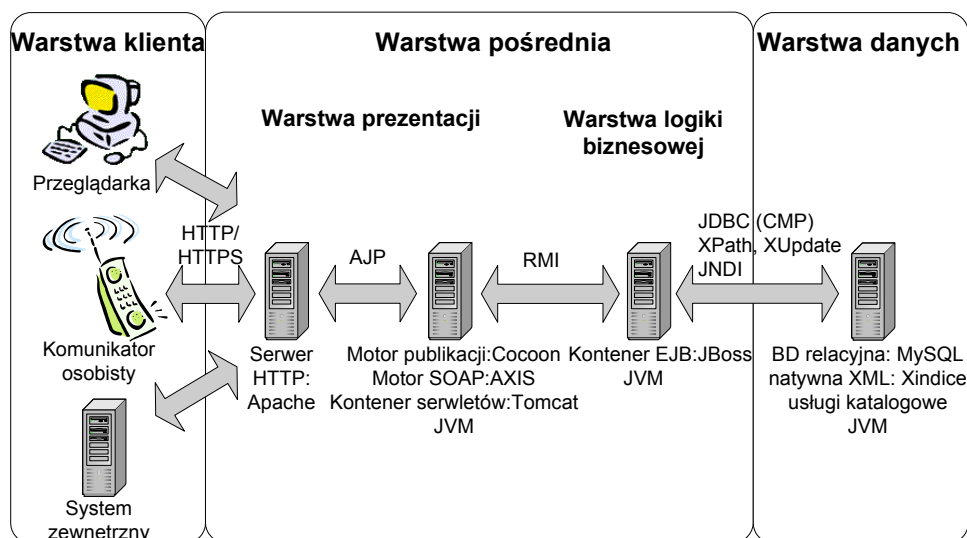 Warstwa klienta
Warstwa pośrednia
Warstwa danych
Warstwa prezentacji
Warstwa logiki
biznesowej
Przeglądarka
HTTP/
HTTPS
AJP
RMI
JDBC (CMP)
XPath, XUpdate
JNDI
Komunikator
osobisty
Serwer
HTTP:
Apache
Motor publikacji:Cocoon
Motor SOAP:AXIS
Kontener serwletów:Tomcat
JVM
Kontener EJB:JBoss
JVM
BD relacyjna: MySQL
natywna XML: Xindice
usługi katalogowe
JVM
System
zewnętrzny